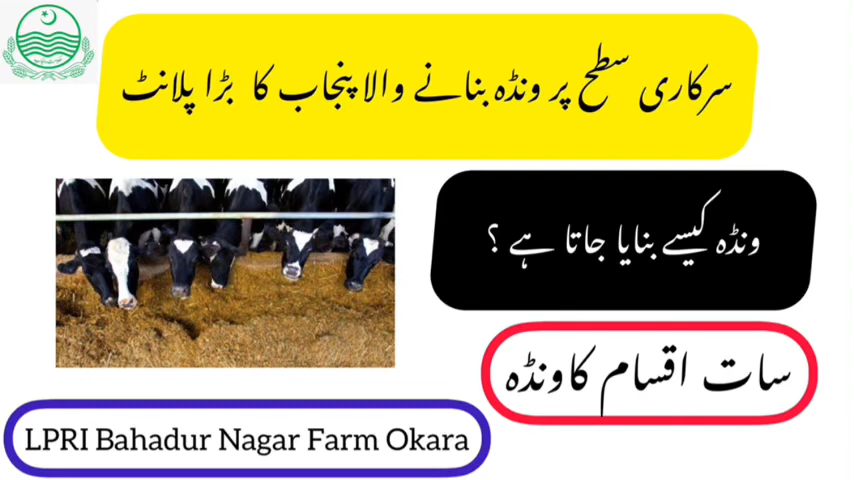 سرکاری سطح پر ونڈہ بنانے والا پنجاب کا بڑا پلانٹ
ونڈہ کیسے بنایا جاتا ہے ؟
سات اقسام کا ونڈہ
LPRI Bahadur Nagar Farm Okara